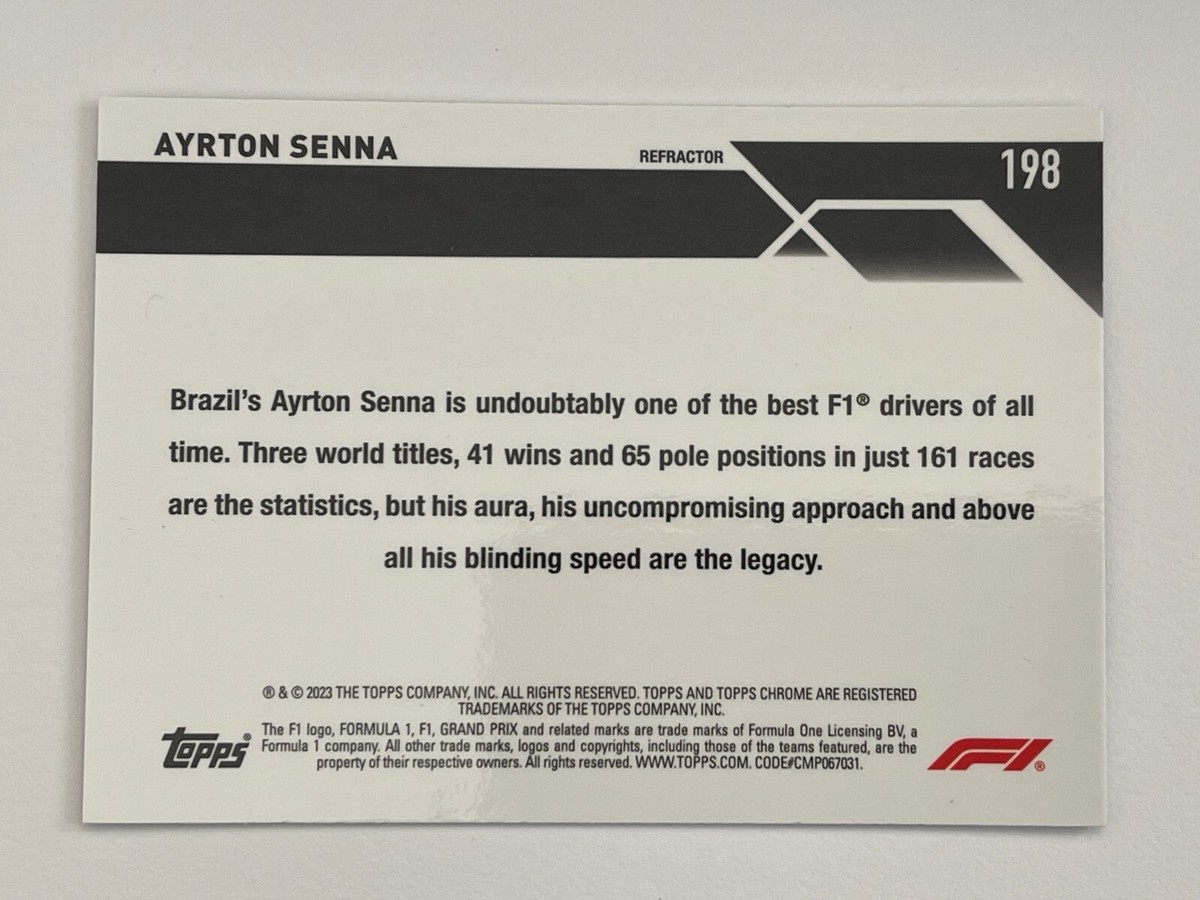 AYRTON SENNA
REFRACTOR
198
Brazil's Ayrton Senna is undoubtably one of the best F1® drivers of all
time. Three world titles, 41 wins and 65 pole positions in just 161 races
are the statistics, but his aura, his uncompromising approach and above
all his blinding speed are the legacy.
® & © 2023 THE TOPPS COMPANY, INC. ALL RIGHTS RESERVED. TOPPS AND TOPPS CHROME ARE REGISTERED
TRADEMARKS OF THE TOPPS COMPANY, INC.
The F1 logo, FORMULA 1, F1, GRAND PRIX and related marks are trade marks of Formula One Licensing BV, a
Formula 1 company. All other trade marks, logos and copyrights, including those of the teams featured, are the
property of their respective owners. All rights reserved. WWW.TOPPS.COM. CODE#CMP067031.
Topps®
F1®